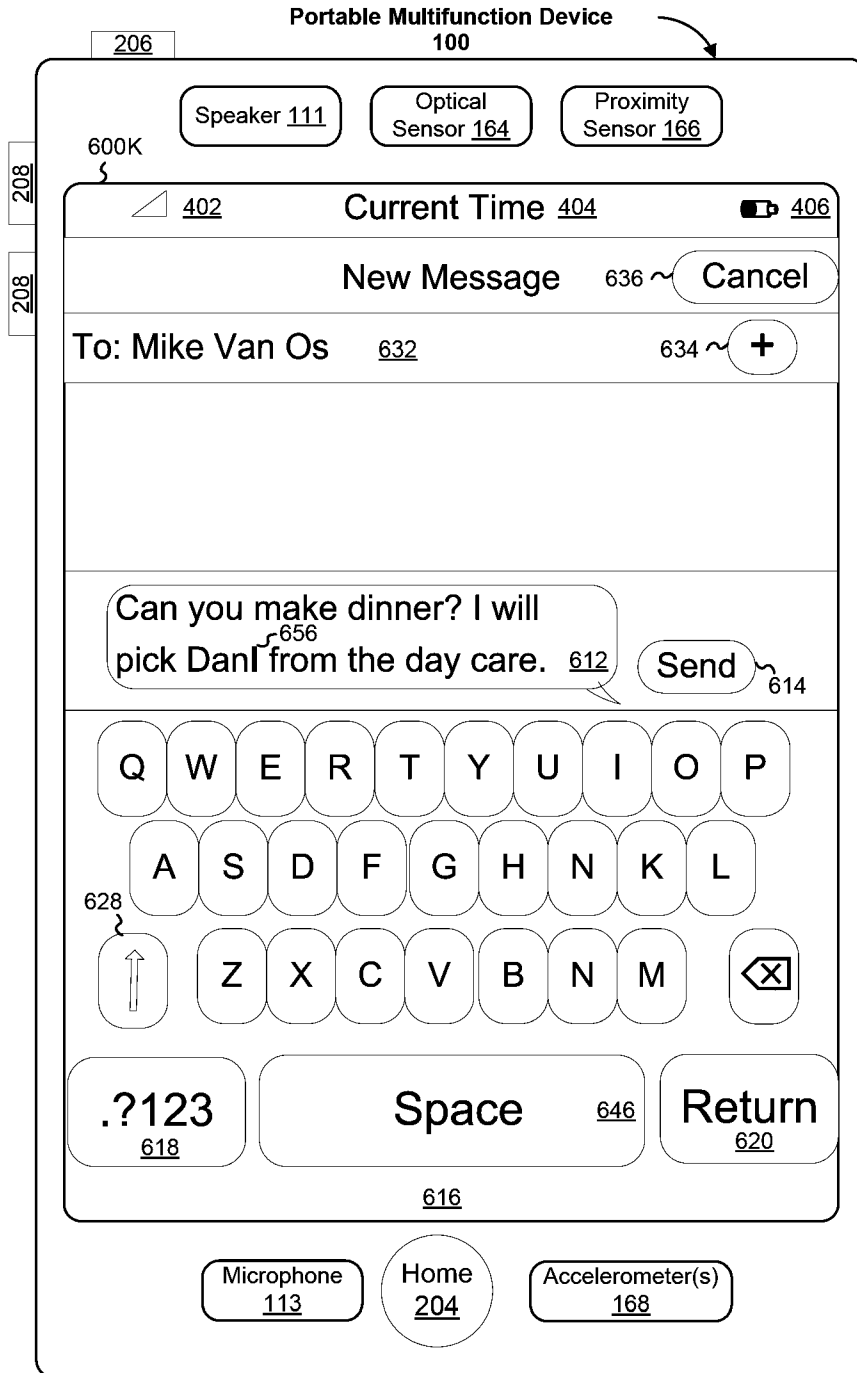 Portable Multifunction Device
100
206
Speaker 111
Optical
Sensor 164
Proximity
Sensor 166
600K
208
208
402 Current Time 404 406
New Message 636 Cancel
To: Mike Van Os 632 634 +
Can you make dinner? I will
656
pick Dan from the day care. 612
Send
614
Q W E R T Y U I O P
A S D F G H N K L
628
Z X C V B N M
.?123
618
Space 646
Return
620
616
Microphone
113
Home
204
Accelerometer(s)
168